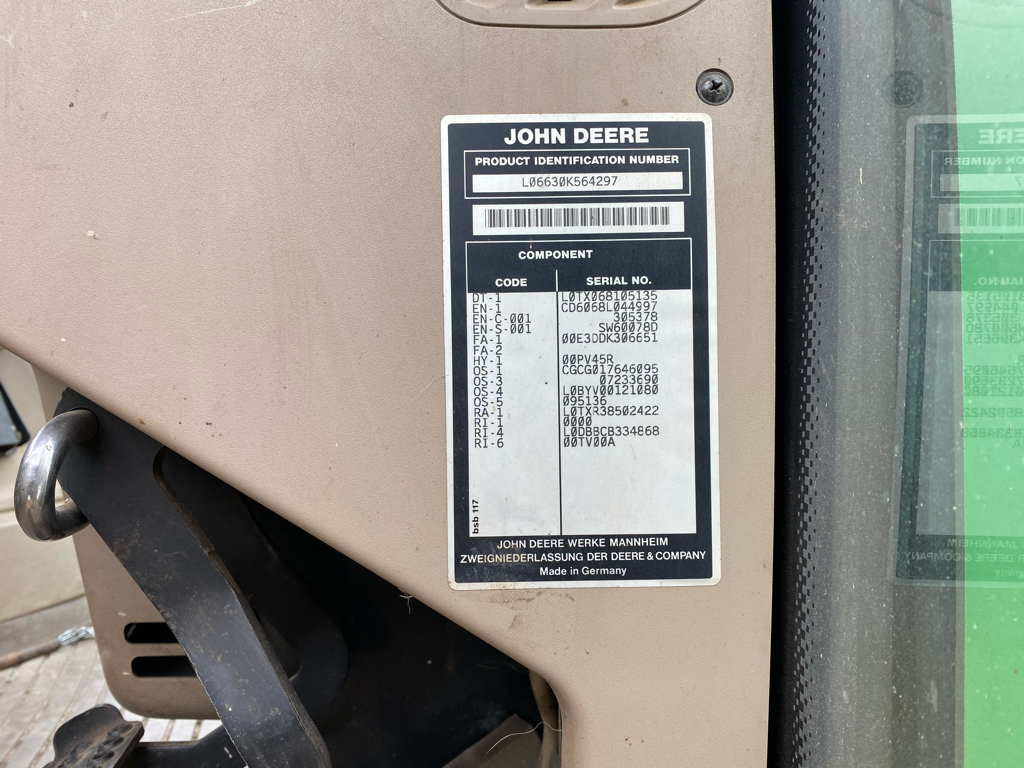 JOHN DEERE
PRODUCT IDENTIFICATION NUMBER
L06630K564297
COMPONENT
CODE SERIAL NO.
DT-1 L0TX068105135
EN-1 CD6068L044997
EN-C-001 305378
EN-S-001 SW60078D
FA-1 00E3DDK306651
FA-2
HY-1 00PV45R
OS-1 CGCG017646095
OS-3 07233690
OS-4 L0BYV00121080
OS-5 095136
RA-1 L0TXR38502422
RI-1 0000
RI-4 L0DBBCB334868
RI-6 00TV00A
bsb 117
JOHN DEERE WERKE MANNHEIM
ZWEIGNIEDERLASSUNG DER DEERE & COMPANY
Made in Germany